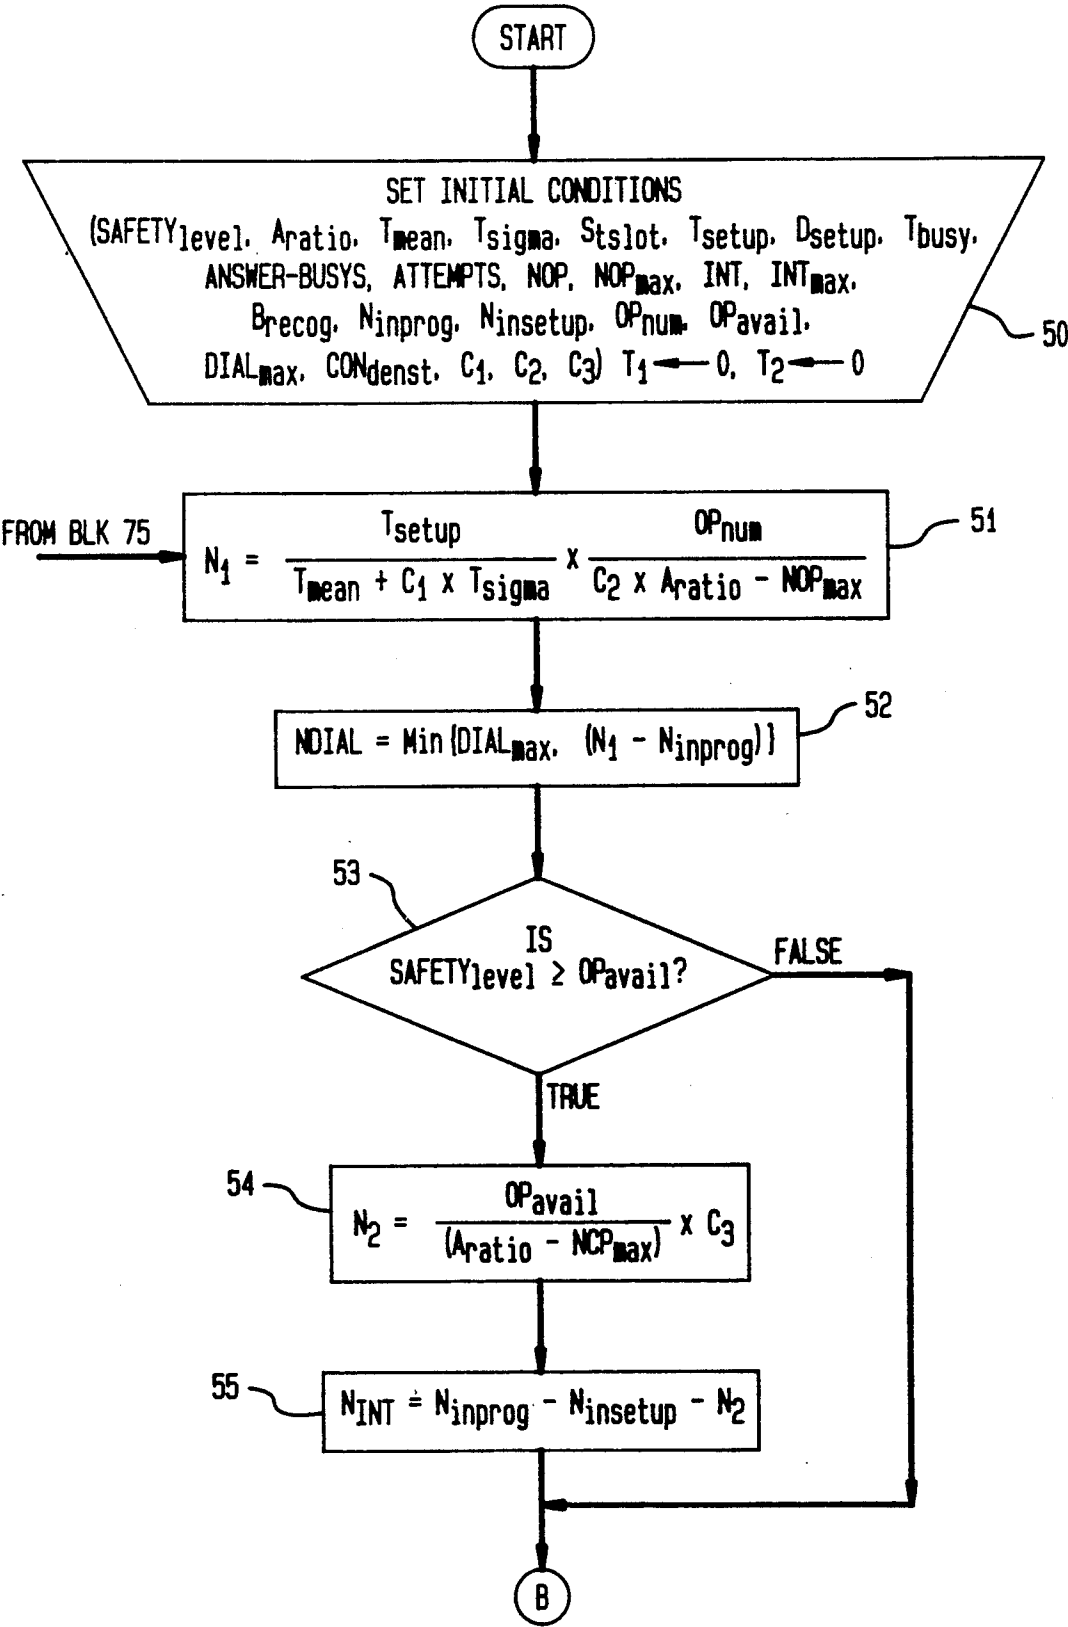 START
SET INITIAL CONDITIONS
(SAFETYlevel, Aratio, Tmean, Tsigma, Stslot, Tsetup, Dsetup, Tbusy,
ANSWER-BUSYS, ATTEMPTS, NOP, NOPmax, INT, INTmax,
Brecog, Ninprog, Ninsetup, OPnum, OPavail,
DIALmax, CONdenst, C1, C2, C3) T1 ← 0, T2 ← 0
50
FROM BLK 75
N1 = Tsetup / Tmean + C1 x Tsigma x OPnum / C2 x Aratio - NOPmax
51
NDIAL = Min{DIALmax, (N1 - Ninprog)}
52
53
IS
SAFETYlevel ≥ OPavail?
FALSE
TRUE
54
N2 = OPavail / (Aratio - NCPmax) x C3
55
NINT = Ninprog - Ninsetup - N2
B